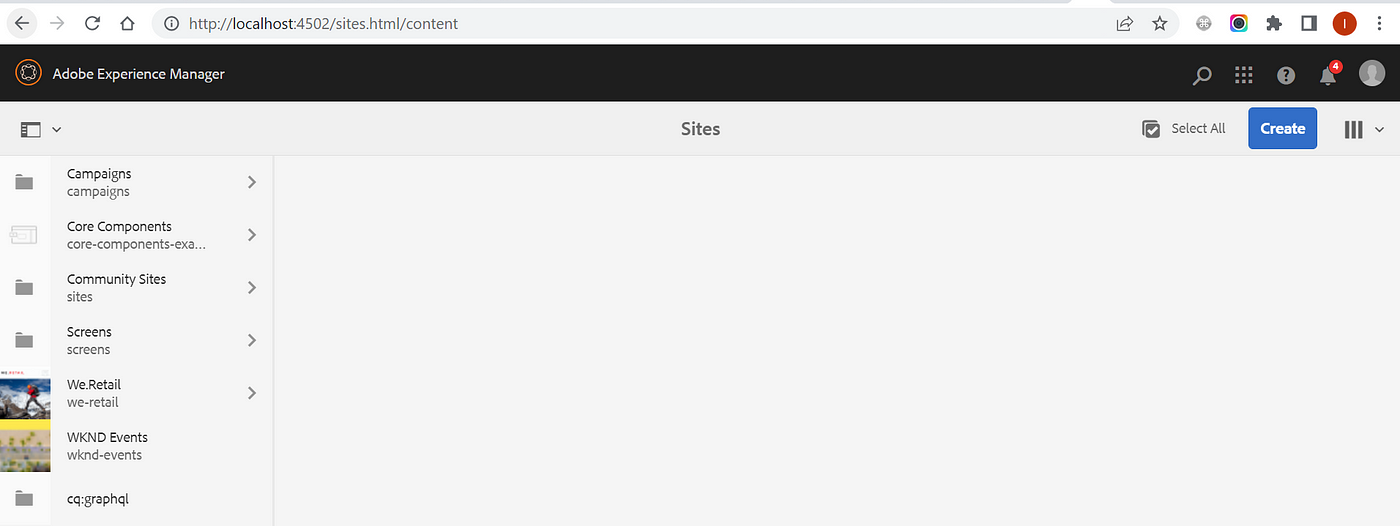 http://localhost:4502/sites.html/content
I
Adobe Experience Manager
4
Sites
Select All
Create
Campaigns
campaigns
Core Components
core-components-exa...
Community Sites
sites
Screens
screens
We.Retail
we-retail
WKND Events
wknd-events
cq:graphql